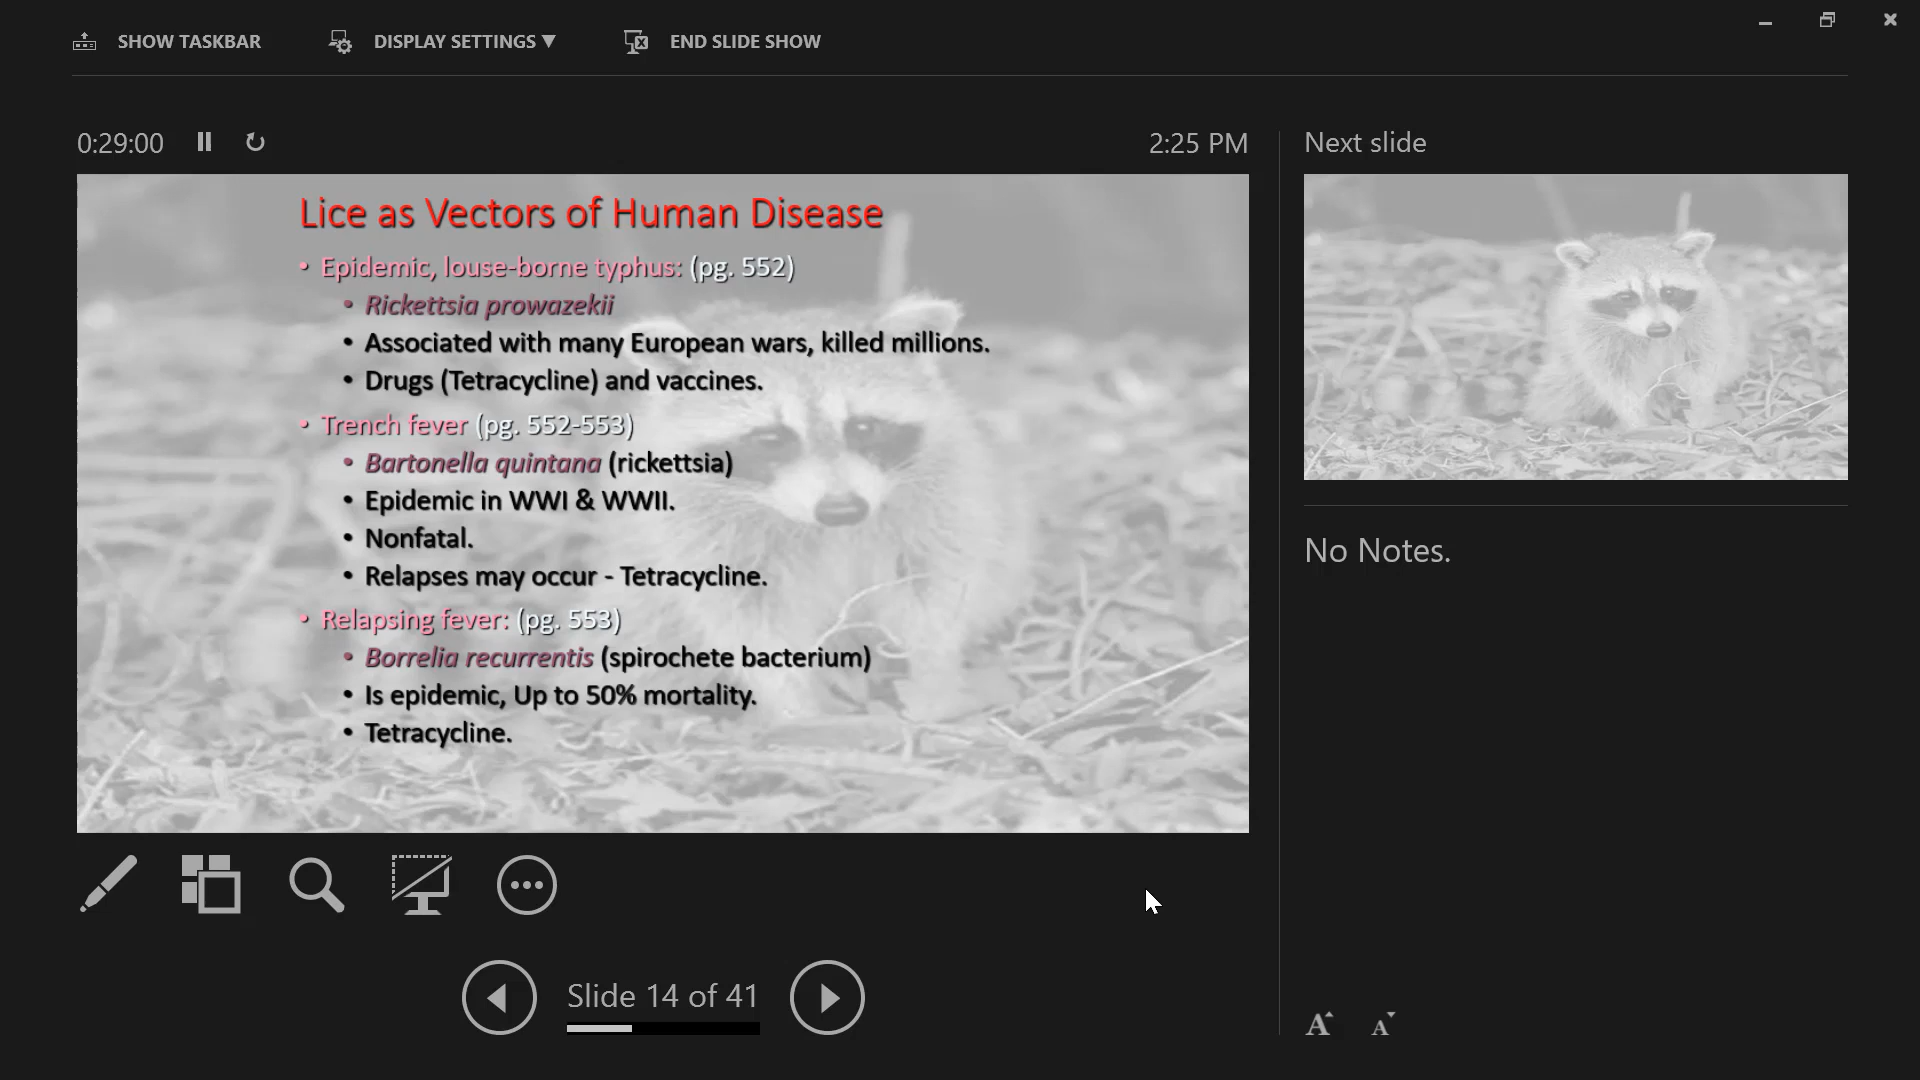 SHOW TASKBAR
DISPLAY SETTINGS ▼
END SLIDE SHOW
0:29:00
2:25 PM
Next slide
Lice as Vectors of Human Disease
• Epidemic, louse-borne typhus: (pg. 552)
• Rickettsia prowazekii
• Associated with many European wars, killed millions.
• Drugs (Tetracycline) and vaccines.
• Trench fever (pg. 552-553)
• Bartonella quintana (rickettsia)
• Epidemic in WWI & WWII.
• Nonfatal.
• Relapses may occur - Tetracycline.
• Relapsing fever: (pg. 553)
• Borrelia recurrentis (spirochete bacterium)
• Is epidemic, Up to 50% mortality.
• Tetracycline.
No Notes.
Slide 14 of 41
A A